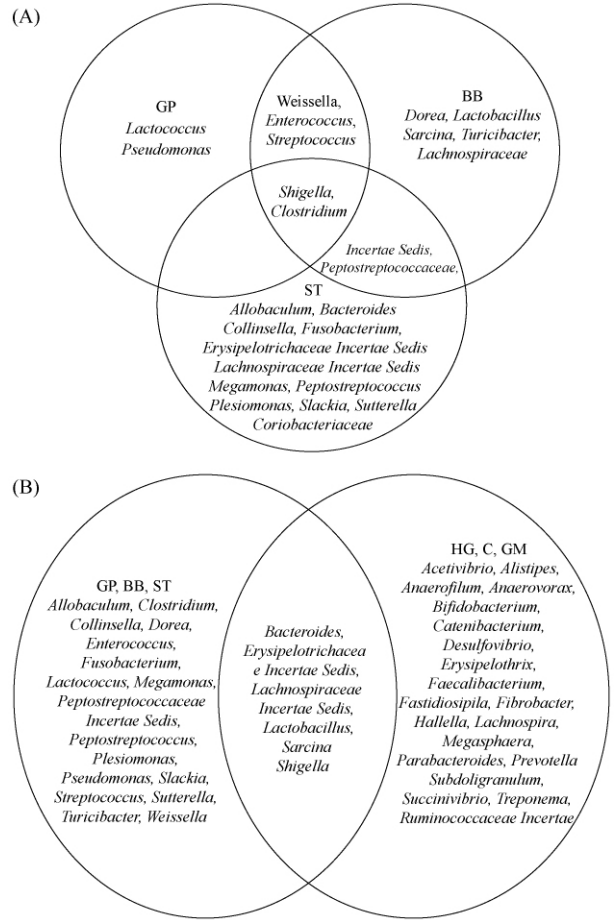 (A)
GP
Lactococcus
Pseudomonas
Weissella,
Enterococcus,
Streptococcus
BB
Dorea, Lactobacillus
Sarcina, Turicibacter,
Lachnospiraceae
Shigella,
Clostridium
Incertae Sedis,
Peptostreptococcaceae,
ST
Allobaculum, Bacteroides
Collinsella, Fusobacterium,
Erysipelotrichaceae Incertae Sedis
Lachnospiraceae Incertae Sedis
Megamonas, Peptostreptococcus
Plesiomonas, Slackia, Sutterella
Coriobacteriaceae
(B)
GP, BB, ST
Allobaculum, Clostridium,
Collinsella, Dorea,
Enterococcus,
Fusobacterium,
Lactococcus, Megamonas,
Peptostreptococcaceae
Incertae Sedis,
Peptostreptococcus,
Plesiomonas,
Pseudomonas, Slackia,
Streptococcus, Sutterella,
Turicibacter, Weissella
Bacteroides,
Erysipelotrichacea
e Incertae Sedis,
Lachnospiraceae
Incertae Sedis,
Lactobacillus,
Sarcina
Shigella
HG, C, GM
Acetivibrio, Alistipes,
Anaerofilum, Anaerovorax,
Bifidobacterium,
Catenibacterium,
Desulfovibrio,
Erysipelothrix,
Faecalibacterium,
Fastidiosipila, Fibrobacter,
Hallella, Lachnospira,
Megasphaera,
Parabacteroides, Prevotella
Subdoligranulum,
Succinivibrio, Treponema,
Ruminococcaceae Incertae